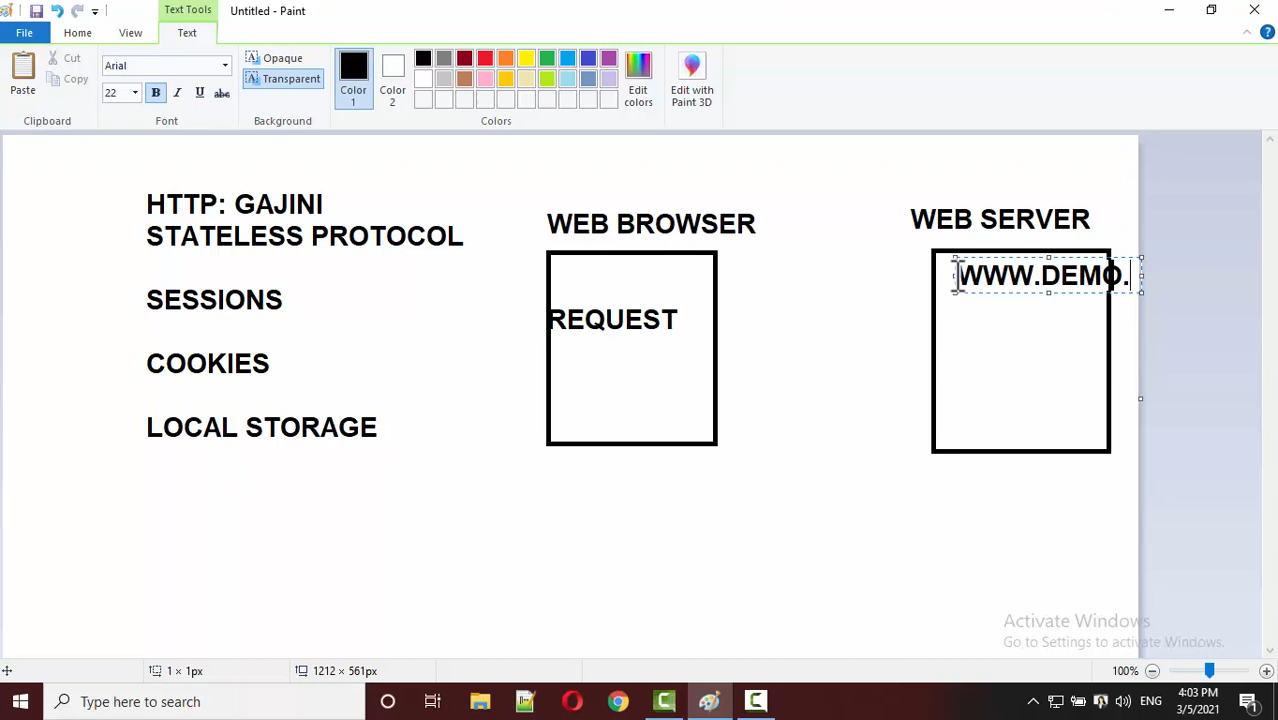 Text Tools
Untitled - Paint
File
Home
View
Text
Paste
Cut
Copy
Clipboard
Arial
22
B I U abc
Font
Opaque
Transparent
Background
Color 1
Color 2
Edit colors
Colors
Edit with Paint 3D
HTTP: GAJINI
STATELESS PROTOCOL
SESSIONS
COOKIES
LOCAL STORAGE
WEB BROWSER
REQUEST
WEB SERVER
WWW.DEMO.
Activate Windows
Go to Settings to activate Windows.
1 × 1px
1212 × 561px
100%
Type here to search
ENG
4:03 PM
3/5/2021
1